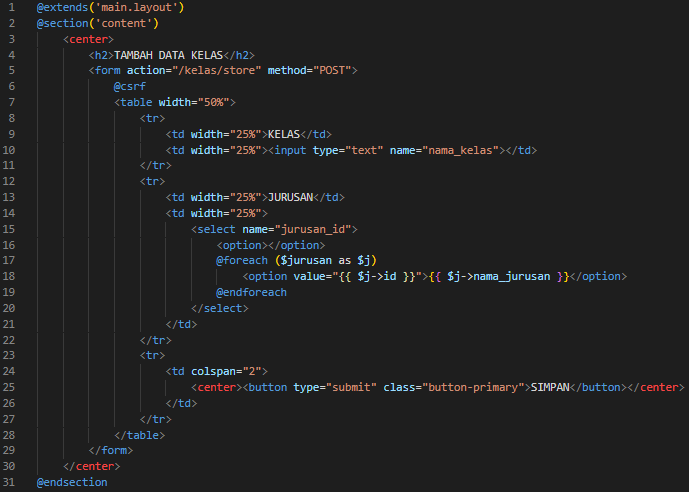 1 @extends('main.layout')
2 @section('content')
3 <center>
4 <h2>TAMBAH DATA KELAS</h2>
5 <form action="/kelas/store" method="POST">
6 @csrf
7 <table width="50%">
8 <tr>
9 <td width="25%">KELAS</td>
10 <td width="25%"><input type="text" name="nama_kelas"></td>
11 </tr>
12 <tr>
13 <td width="25%">JURUSAN</td>
14 <td width="25%">
15 <select name="jurusan_id">
16 <option></option>
17 @foreach ($jurusan as $j)
18 <option value="{{ $j->id }}">{{ $j->nama_jurusan }}</option>
19 @endforeach
20 </select>
21 </td>
22 </tr>
23 <tr>
24 <td colspan="2">
25 <center><button type="submit" class="button-primary">SIMPAN</button></center>
26 </td>
27 </tr>
28 </table>
29 </form>
30 </center>
31 @endsection